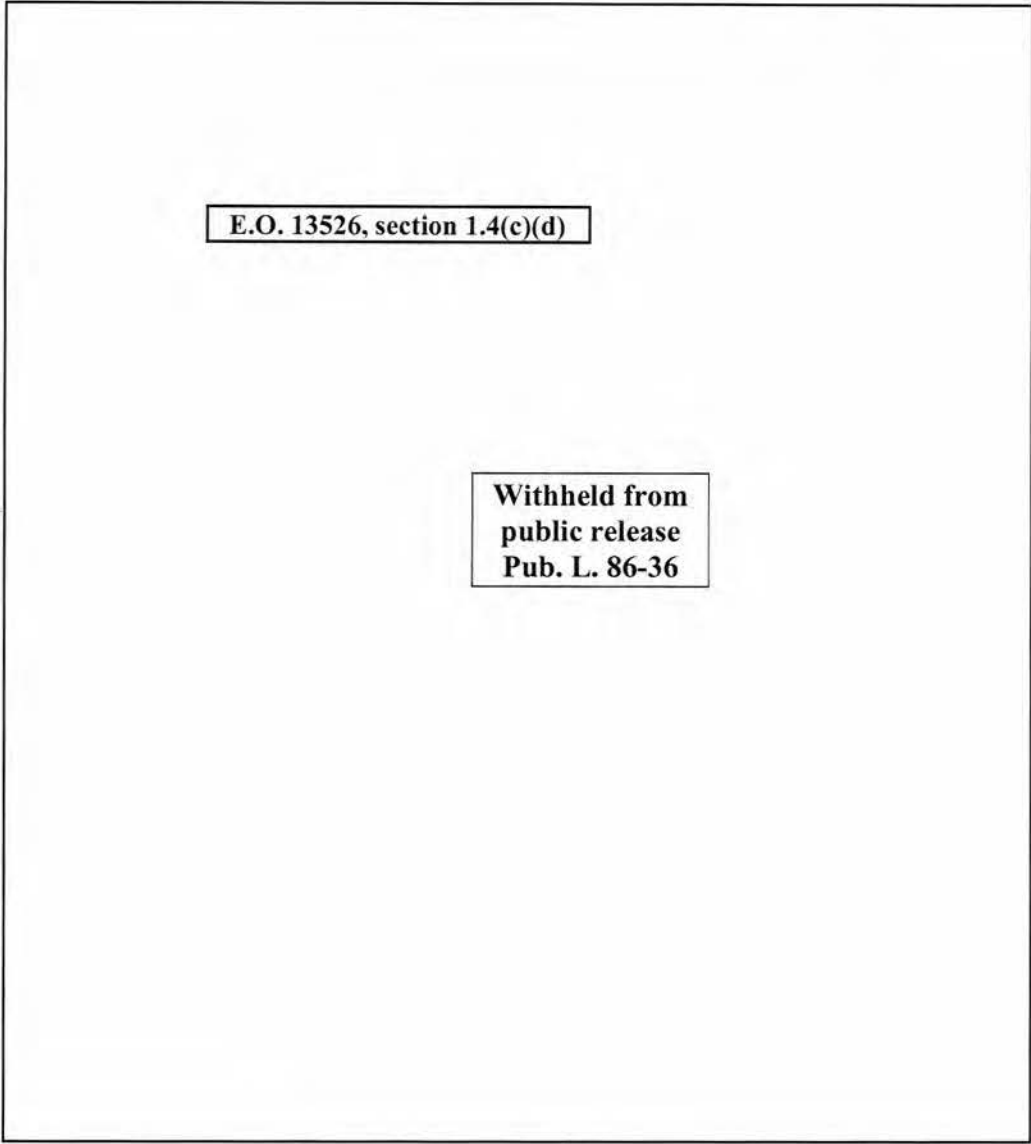 E.O. 13526, section 1.4(c)(d)
Withheld from
public release
Pub. L. 86-36